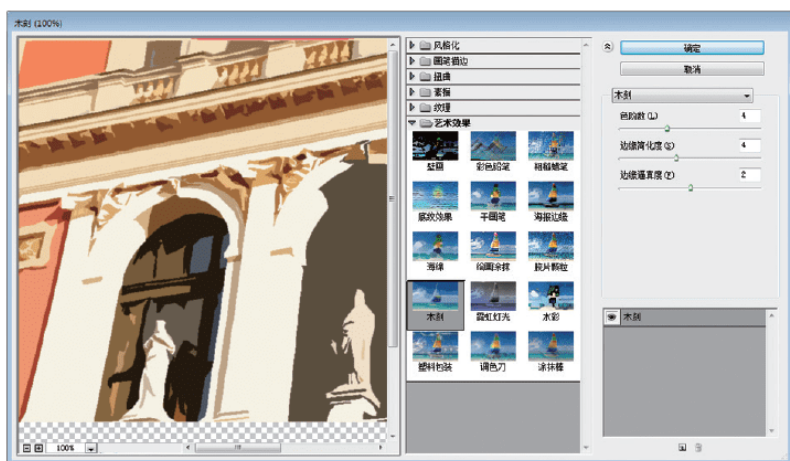 木刻 (100%)
风格化
画笔描边
扭曲
素描
纹理
艺术效果
壁画 彩色铅笔 粗糙蜡笔
底纹效果 干画笔 海报边缘
海绵 绘画涂抹 胶片颗粒
木刻 霓虹灯光 水彩
塑料包装 调色刀 涂抹棒
确定
取消
木刻
色阶数(L) 4
边缘简化度(S) 4
边缘逼真度(F) 2
木刻
100%